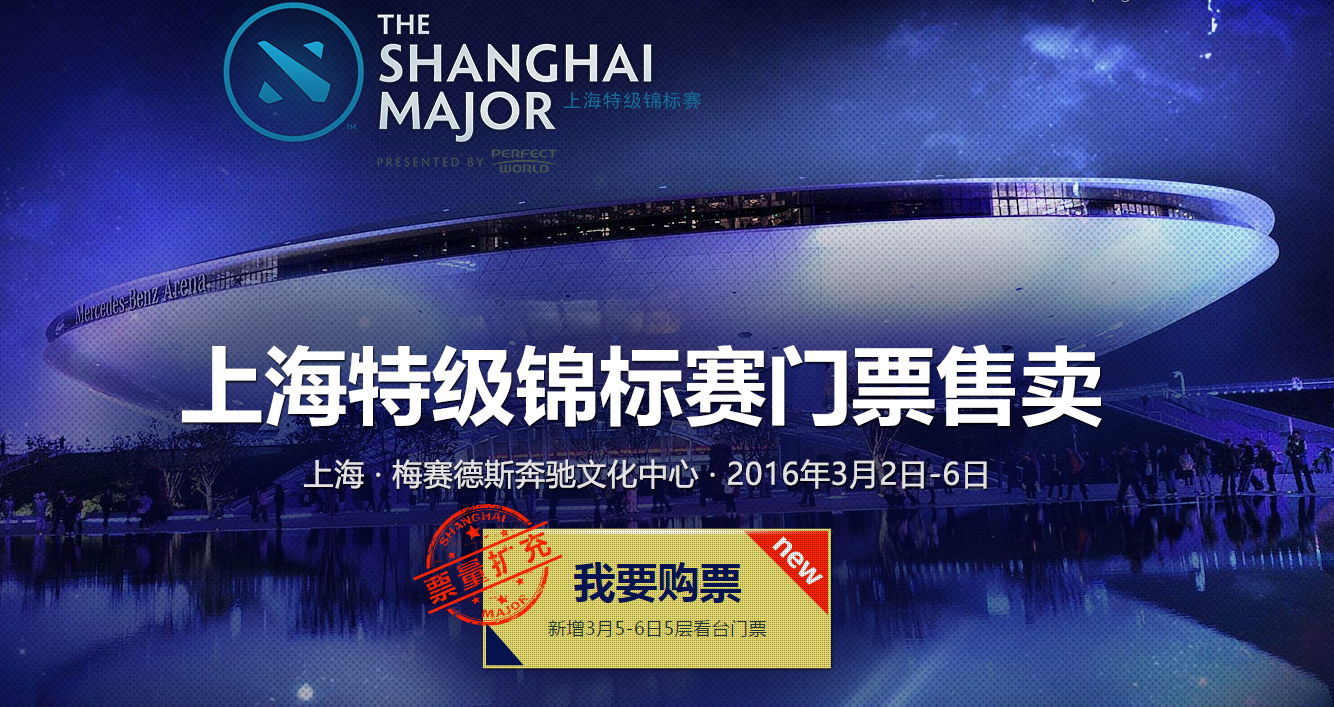 THE
SHANGHAI
MAJOR 上海特级锦标赛
TM
PRESENTED BY PERFECT WORLD
Mercedes-Benz Arena
上海特级锦标赛门票售卖
上海 · 梅赛德斯奔驰文化中心 · 2016年3月2日-6日
SHANGHAI
票量扩充
MAJOR
new
我要购票
新增3月5-6日5层看台门票